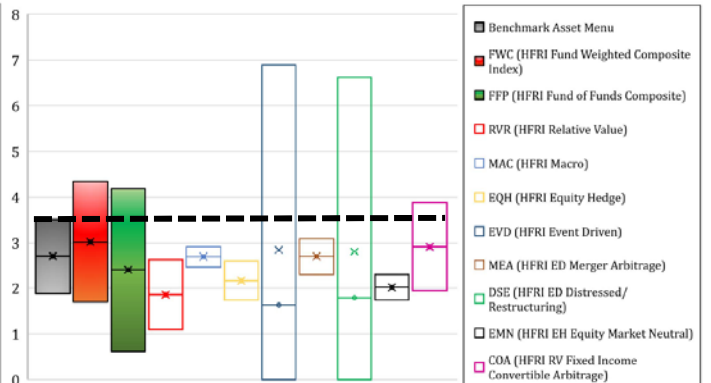 8
7
6
5
4
3
2
1
0
Benchmark Asset Menu
FWC (HFRI Fund Weighted Composite
Index)
FFP (HFRI Fund of Funds Composite)
RVR (HFRI Relative Value)
MAC (HFRI Macro)
EQH (HFRI Equity Hedge)
EVD (HFRI Event Driven)
MEA (HFRI ED Merger Arbitrage)
DSE (HFRI ED Distressed/
Restructuring)
EMN (HFRI EH Equity Market Neutral)
COA (HFRI RV Fixed Income
Convertible Arbitrage)